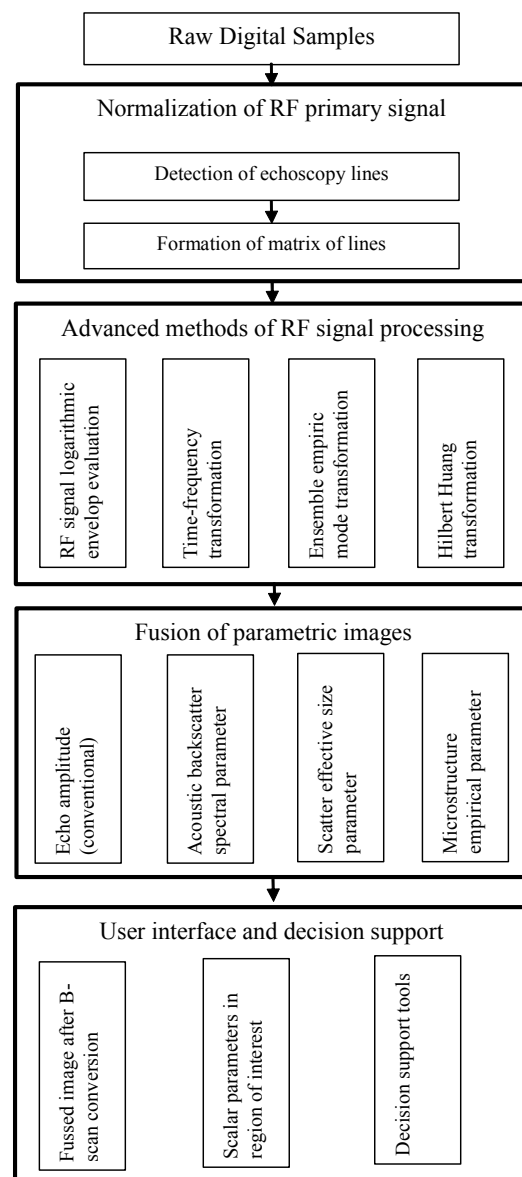 Raw Digital Samples
Normalization of RF primary signal
Detection of echoscopy lines
Formation of matrix of lines
Advanced methods of RF signal processing
RF signal logarithmic
envelop evaluation
Time-frequency
transformation
Ensemble empiric
mode transformation
Hilbert Huang
transformation
Fusion of parametric images
Echo amplitude
(conventional)
Acoustic backscatter
spectral parameter
Scatter effective size
parameter
Microstructure
empirical parameter
User interface and decision support
Fussed image after B-
scan conversion
Scalar parameters in
region of interest
Decision support tools